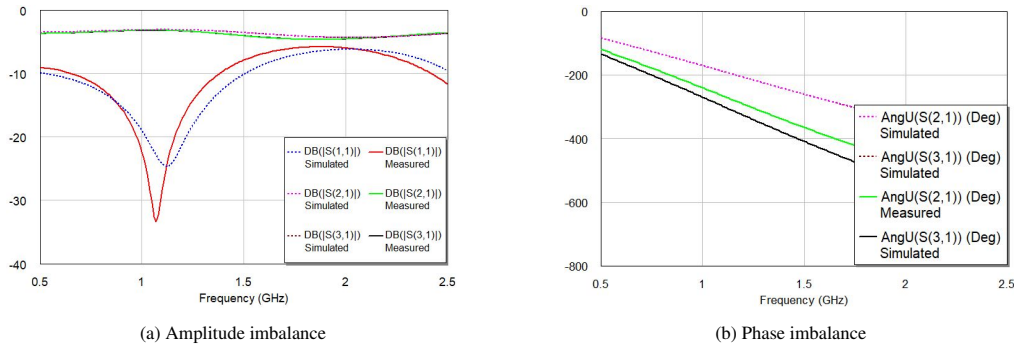 0
-10
-20
-30
-40
0.5
1
1.5
2
2.5
Frequency (GHz)
DB(|S(1,1)|)
Simulated
DB(|S(1,1)|)
Measured
DB(|S(2,1)|)
Simulated
DB(|S(2,1)|)
Measured
DB(|S(3,1)|)
Simulated
DB(|S(3,1)|)
Measured
(a) Amplitude imbalance
0
-200
-400
-600
-800
0.5
1
1.5
2
2.5
Frequency (GHz)
AngU(S(2,1)) (Deg)
Simulated
AngU(S(3,1)) (Deg)
Simulated
AngU(S(2,1)) (Deg)
Measured
AngU(S(3,1)) (Deg)
Simulated
(b) Phase imbalance